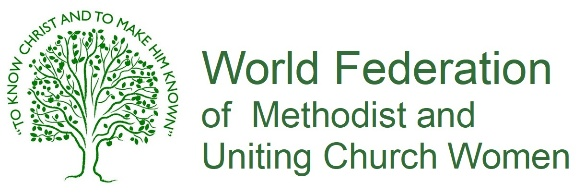 "TO KNOW CHRIST AND TO MAKE HIM KNOWN"
World Federation
of Methodist and
Uniting Church Women